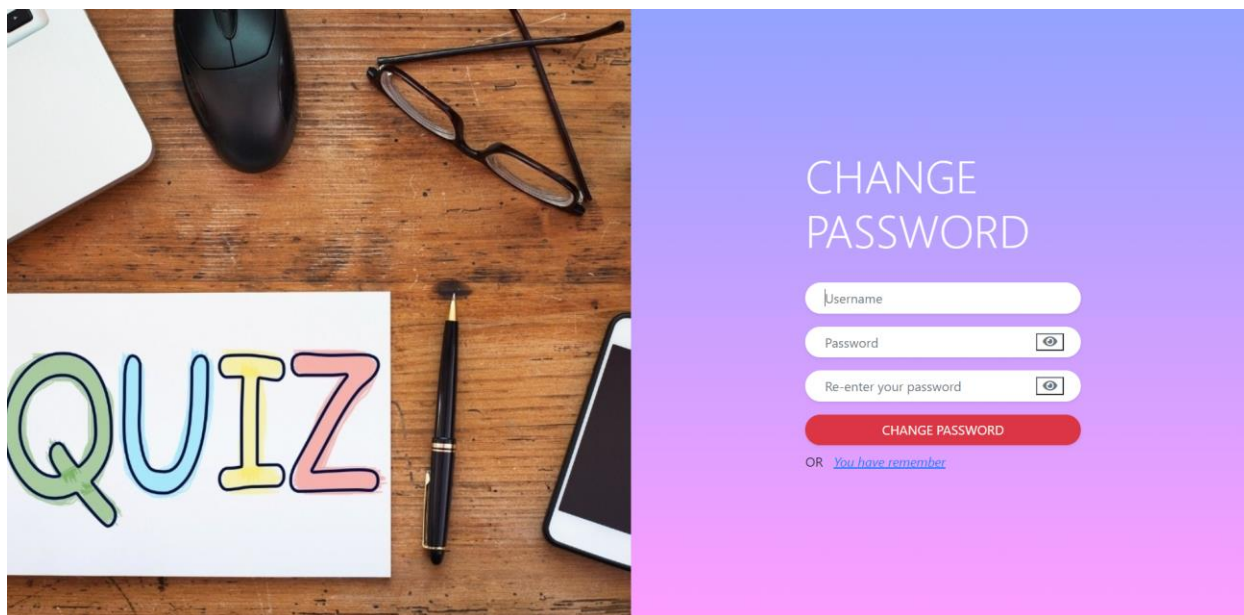 QUIZ
CHANGE
PASSWORD
Username
Password
Re-enter your password
CHANGE PASSWORD
OR You have remember